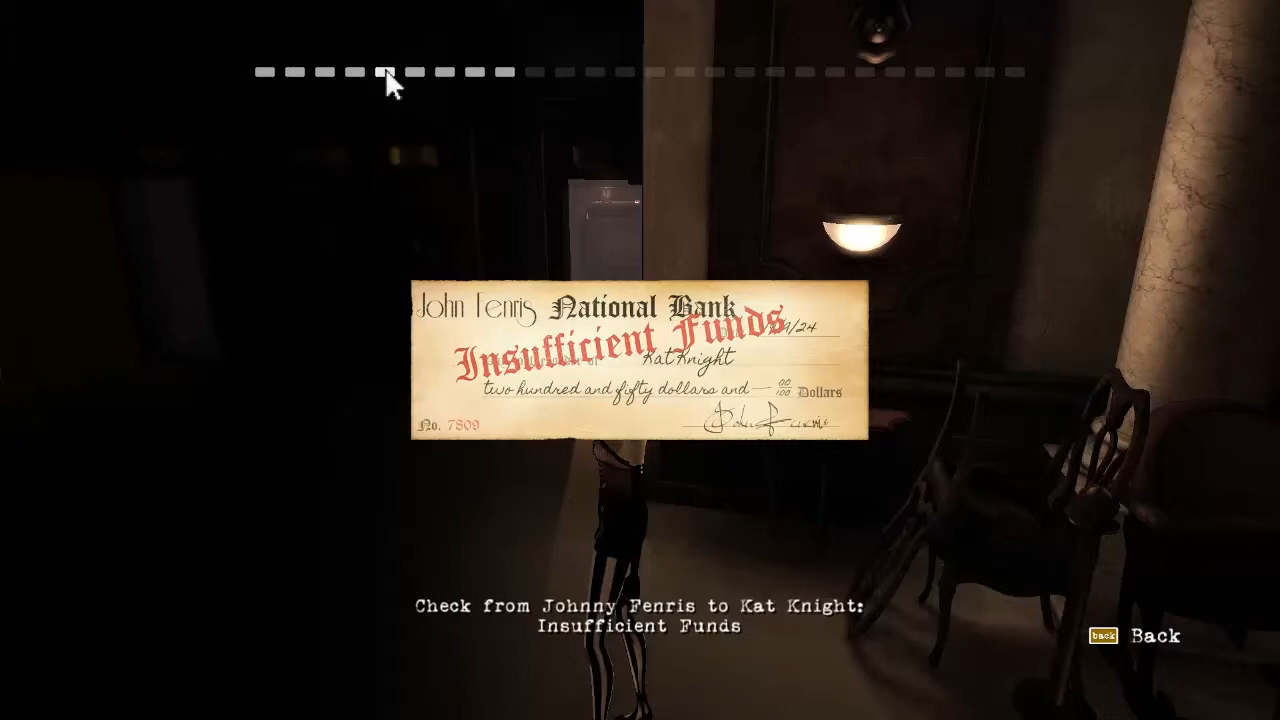 John Fenris National Bank
Insufficient Funds
/24
Kat Knight
two hundred and fifty dollars and — 00/100 Dollars
No. 7809
Check from Johnny Fenris to Kat Knight:
Insufficient Funds
back Back